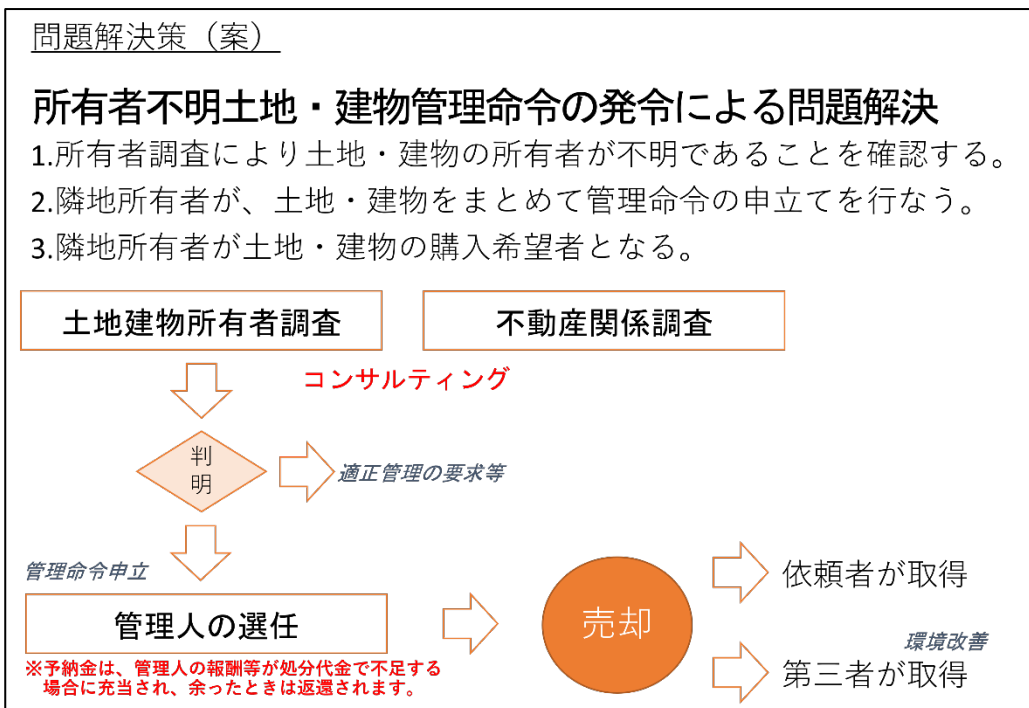 問題解決策（案）
所有者不明土地・建物管理命令の発令による問題解決
1.所有者調査により土地・建物の所有者が不明であることを確認する。
2.隣地所有者が、土地・建物をまとめて管理命令の申立てを行なう。
3.隣地所有者が土地・建物の購入希望者となる。
土地建物所有者調査
不動産関係調査
コンサルティング
判
明
適正管理の要求等
管理命令申立
管理人の選任
※予納金は、管理人の報酬等が処分代金で不足する
場合に充当され、余ったときは返還されます。
売却
依頼者が取得
環境改善
第三者が取得